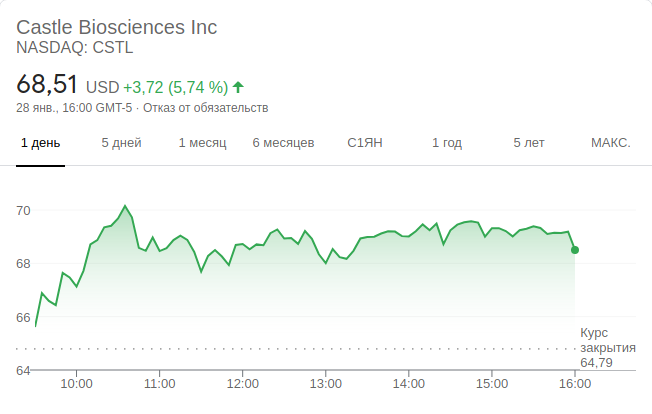 Castle Biosciences Inc
NASDAQ: CSTL
68,51 USD +3,72 (5,74 %)
28 янв., 16:00 GMT-5 · Отказ от обязательств
1 день 5 дней 1 месяц 6 месяцев С1ЯН 1 год 5 лет МАКС.
70
68
66
Курс
закрытия
64,79
64
10:00 11:00 12:00 13:00 14:00 15:00 16:00